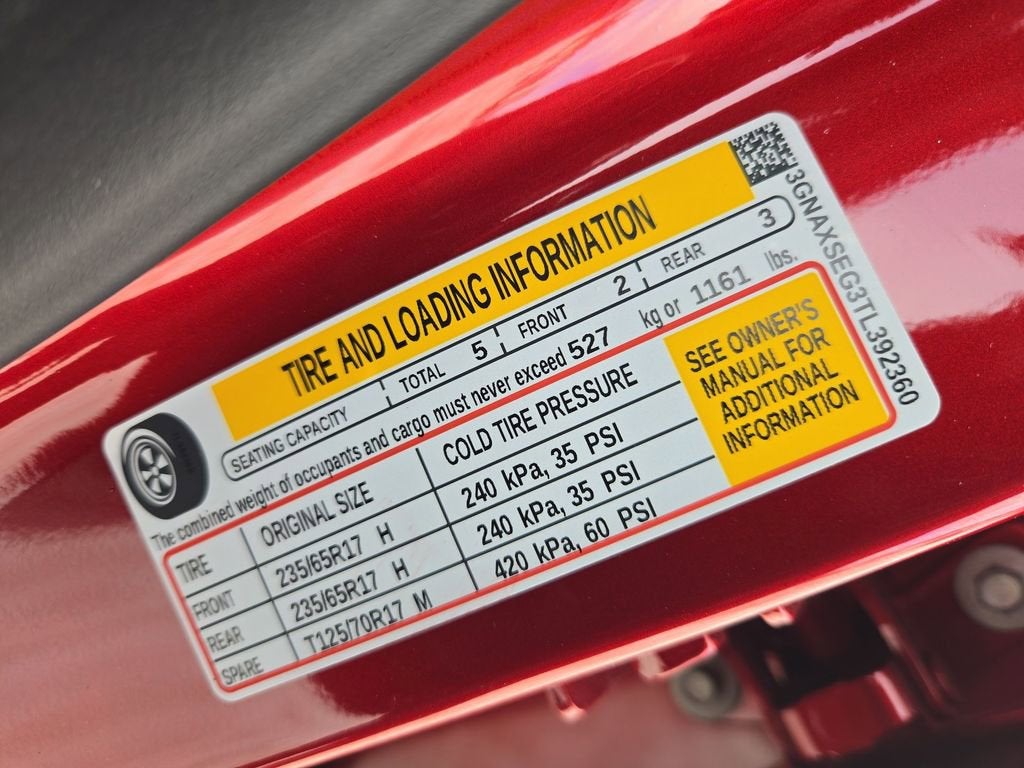 TIRE AND LOADING INFORMATION
SEATING CAPACITY TOTAL 5 FRONT 2 REAR 3
The combined weight of occupants and cargo must never exceed 527 kg or 1161 lbs.
TIRE ORIGINAL SIZE COLD TIRE PRESSURE
FRONT 235/65R17 H 240 kPa, 35 PSI
REAR 235/65R17 H 240 kPa, 35 PSI
SPARE T125/70R17 M 420 kPa, 60 PSI
SEE OWNER'S
MANUAL FOR
ADDITIONAL
INFORMATION
3GNAXSEG3TL392360